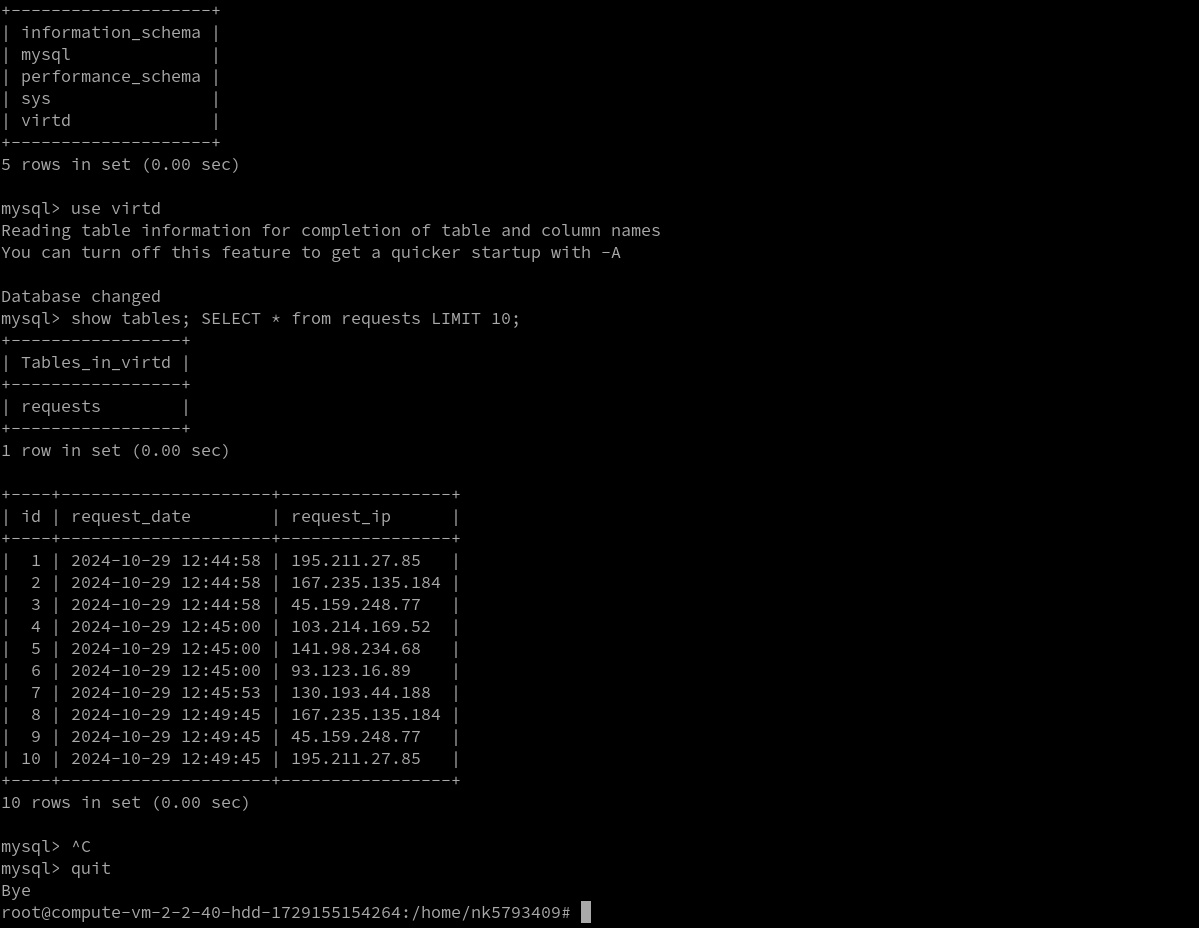 +--------------------+
| information_schema |
| mysql              |
| performance_schema |
| sys                |
| virtd              |
+--------------------+
5 rows in set (0.00 sec)

mysql> use virtd
Reading table information for completion of table and column names
You can turn off this feature to get a quicker startup with -A

Database changed
mysql> show tables; SELECT * from requests LIMIT 10;
+-----------------+
| Tables_in_virtd |
+-----------------+
| requests        |
+-----------------+
1 row in set (0.00 sec)

+----+---------------------+-----------------+
| id | request_date        | request_ip      |
+----+---------------------+-----------------+
|  1 | 2024-10-29 12:44:58 | 195.211.27.85   |
|  2 | 2024-10-29 12:44:58 | 167.235.135.184 |
|  3 | 2024-10-29 12:44:58 | 45.159.248.77   |
|  4 | 2024-10-29 12:45:00 | 103.214.169.52  |
|  5 | 2024-10-29 12:45:00 | 141.98.234.68   |
|  6 | 2024-10-29 12:45:00 | 93.123.16.89    |
|  7 | 2024-10-29 12:45:53 | 130.193.44.188  |
|  8 | 2024-10-29 12:49:45 | 167.235.135.184 |
|  9 | 2024-10-29 12:49:45 | 45.159.248.77   |
| 10 | 2024-10-29 12:49:45 | 195.211.27.85   |
+----+---------------------+-----------------+
10 rows in set (0.00 sec)

mysql> ^C
mysql> quit
Bye
root@compute-vm-2-2-40-hdd-1729155154264:/home/nk5793409#